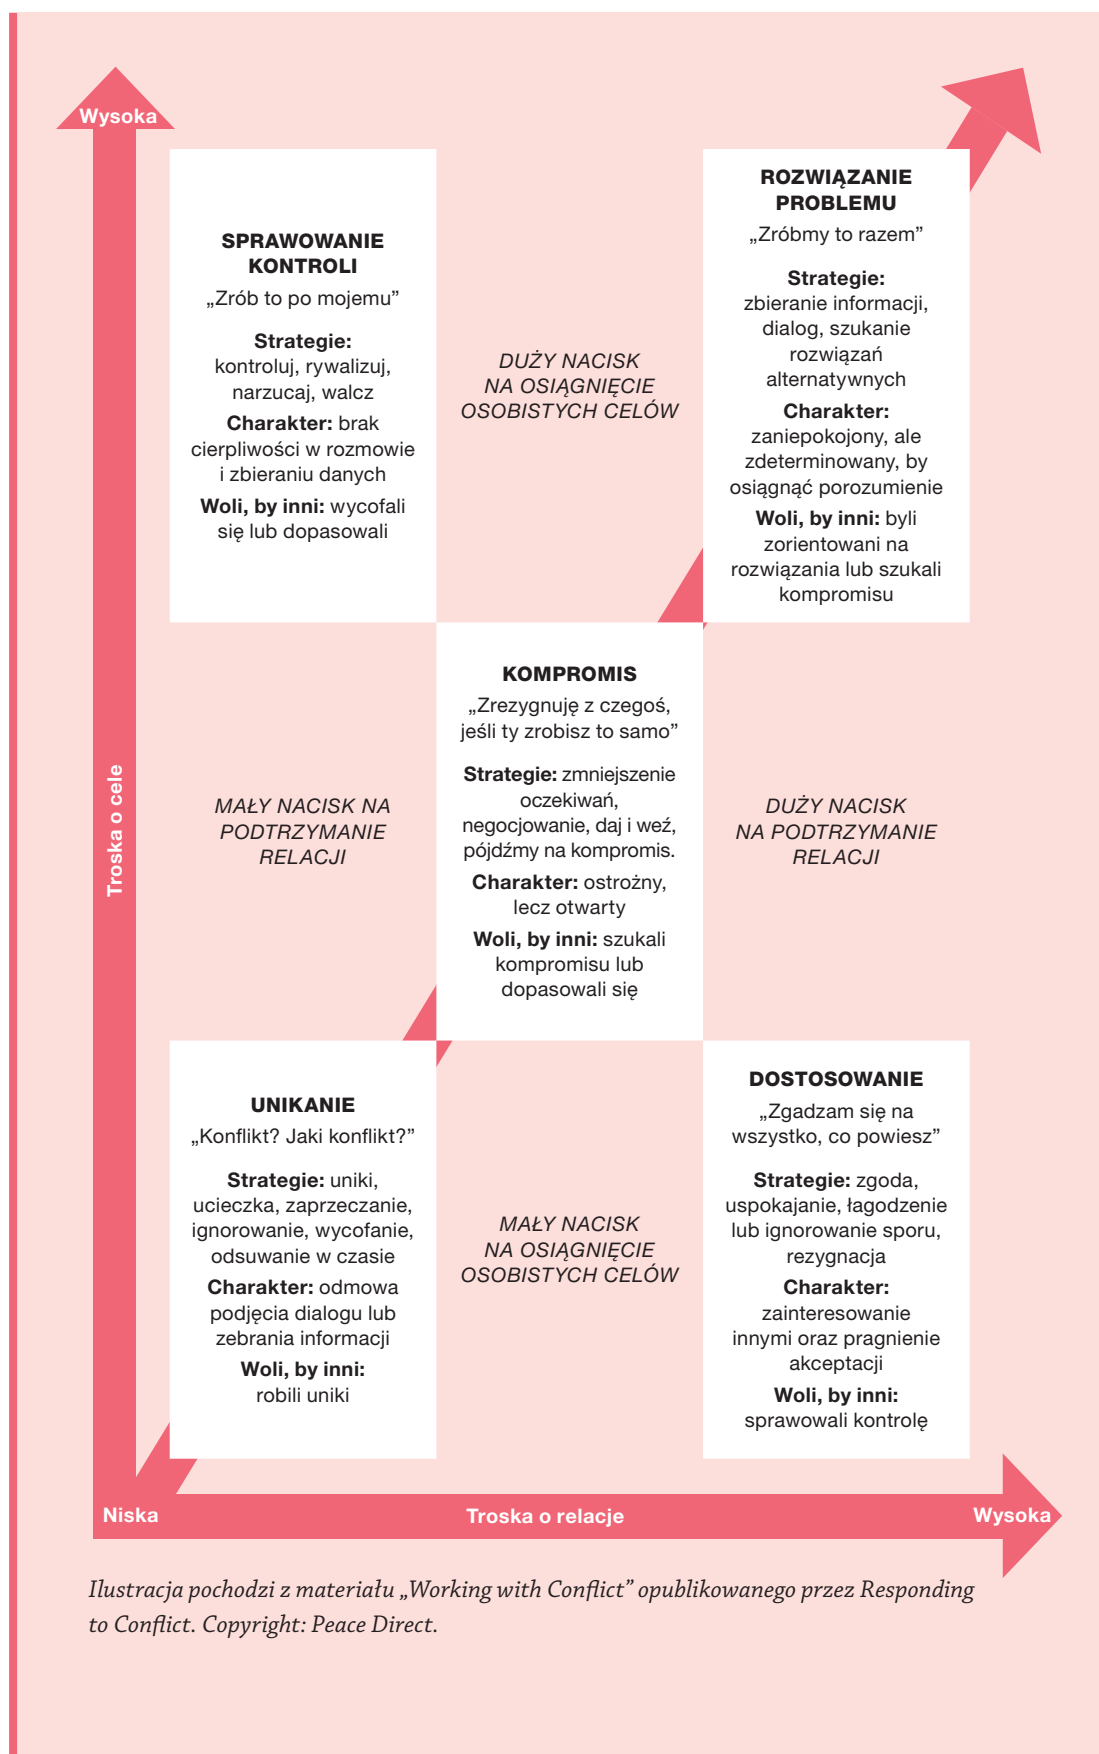 Wysoka
SPRAWOWANIE
KONTROLI
„Zrób to po mojemu”
Strategie:
kontroluj, rywalizuj,
narzucaj, walcz
Charakter: brak
cierpliwości w rozmowie
i zbieraniu danych
Woli, by inni: wycofali
się lub dopasowali
DUŻY NACISK
NA OSIĄGNIĘCIE
OSOBISTYCH CELÓW
ROZWIĄZANIE
PROBLEMU
„Zróbmy to razem”
Strategie:
zbieranie informacji,
dialog, szukanie
rozwiązań
alternatywnych
Charakter:
zaniepokojony, ale
zdeterminowany, by
osiągnąć porozumienie
Woli, by inni: byli
zorientowani na
rozwiązania lub szukali
kompromisu
Troska o cele
MAŁY NACISK NA
PODTRZYMANIE
RELACJI
KOMPROMIS
„Zrezygnuję z czegoś,
jeśli ty zrobisz to samo”
Strategie: zmniejszenie
oczekiwań,
negocjowanie, daj i weź,
pójdźmy na kompromis.
Charakter: ostrożny,
lecz otwarty
Woli, by inni: szukali
kompromisu lub
dopasowali się
DUŻY NACISK
NA PODTRZYMANIE
RELACJI
UNIKANIE
„Konflikt? Jaki konflikt?”
Strategie: uniki,
ucieczka, zaprzeczanie,
ignorowanie, wycofanie,
odsuwanie w czasie
Charakter: odmowa
podjęcia dialogu lub
zebrania informacji
Woli, by inni:
robili uniki
MAŁY NACISK
NA OSIĄGNIĘCIE
OSOBISTYCH CELÓW
DOSTOSOWANIE
„Zgadzam się na
wszystko, co powiesz”
Strategie: zgoda,
uspokajanie, łagodzenie
lub ignorowanie sporu,
rezygnacja
Charakter:
zainteresowanie
innymi oraz pragnienie
akceptacji
Woli, by inni:
sprawowali kontrolę
Niska
Troska o relacje
Wysoka
Ilustracja pochodzi z materiału „Working with Conflict” opublikowanego przez Responding
to Conflict. Copyright: Peace Direct.